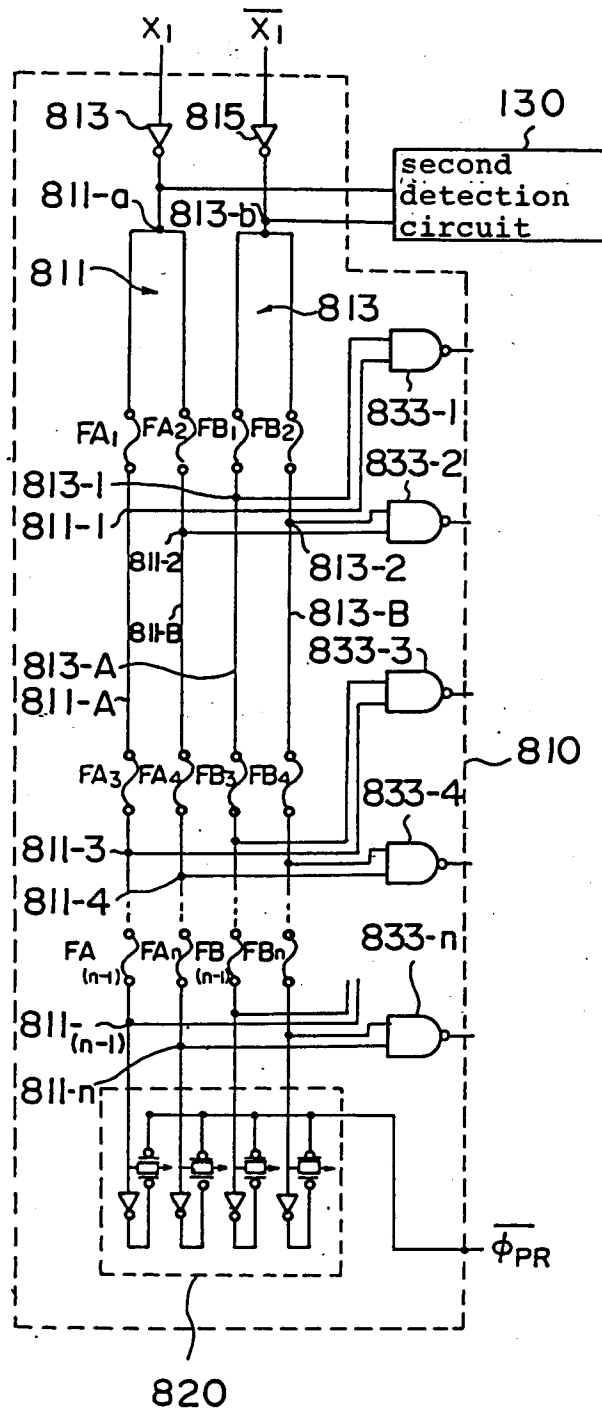 X1 X̅1̅
813 815 130
second
detection
circuit
811-a 813-b
811 813
833-1
FA1 FA2 FB1 FB2
833-2
813-1
811-1
811-2 813-2
811-B 813-B
833-3
813-A
811-A
810
FA3 FA4 FB3 FB4
833-4
811-3
811-4
833-n
FA(n-1) FAn FB(n-1) FBn
811-(n-1)
811-n
φPR
820